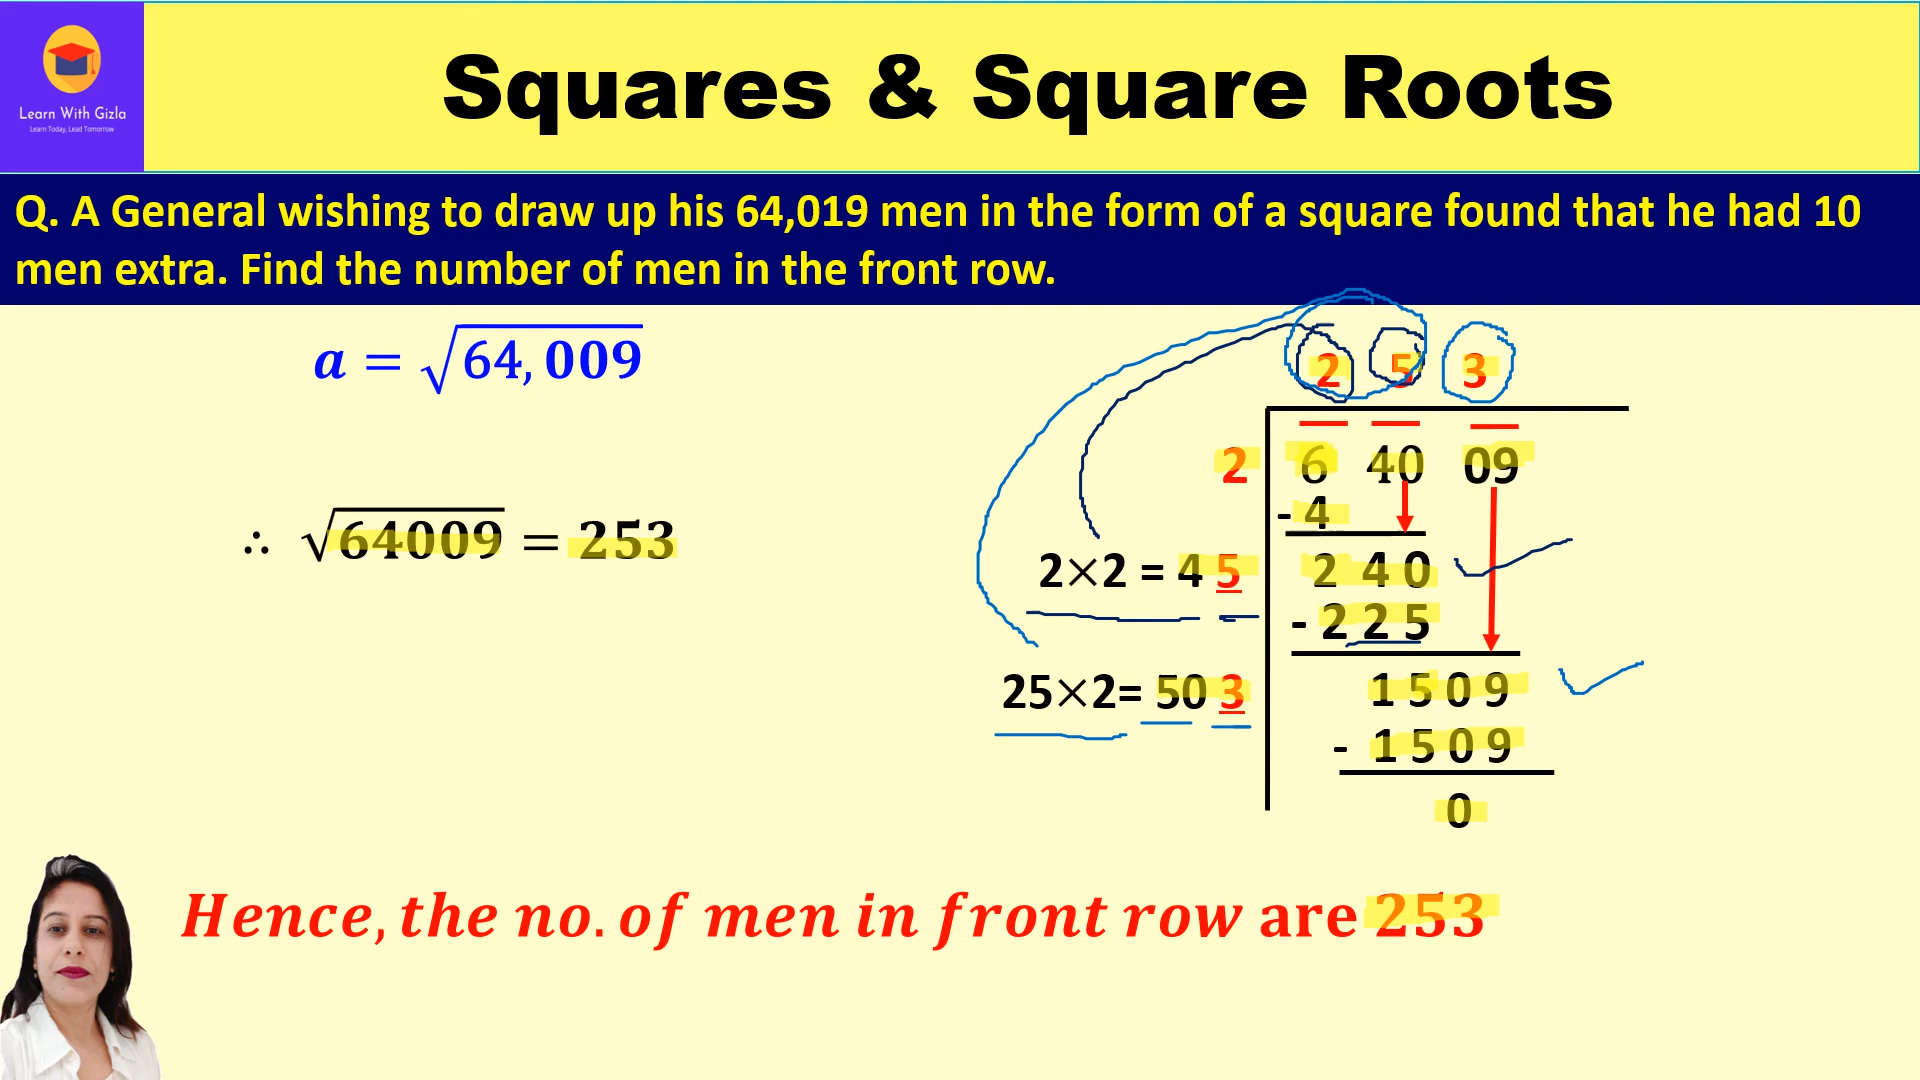 Squares & Square Roots
Learn With Gizla
Learn Today, Lead Tomorrow
Q. A General wishing to draw up his 64,019 men in the form of a square found that he had 10
men extra. Find the number of men in the front row.
a = √64,009
∴ √64009 = 253
2 5 3
2 6 40 09
- 4
2×2 = 4 5 2 4 0
- 2 2 5
25×2= 50 3 1 5 0 9
- 1 5 0 9
0
Hence, the no. of men in front row are 253